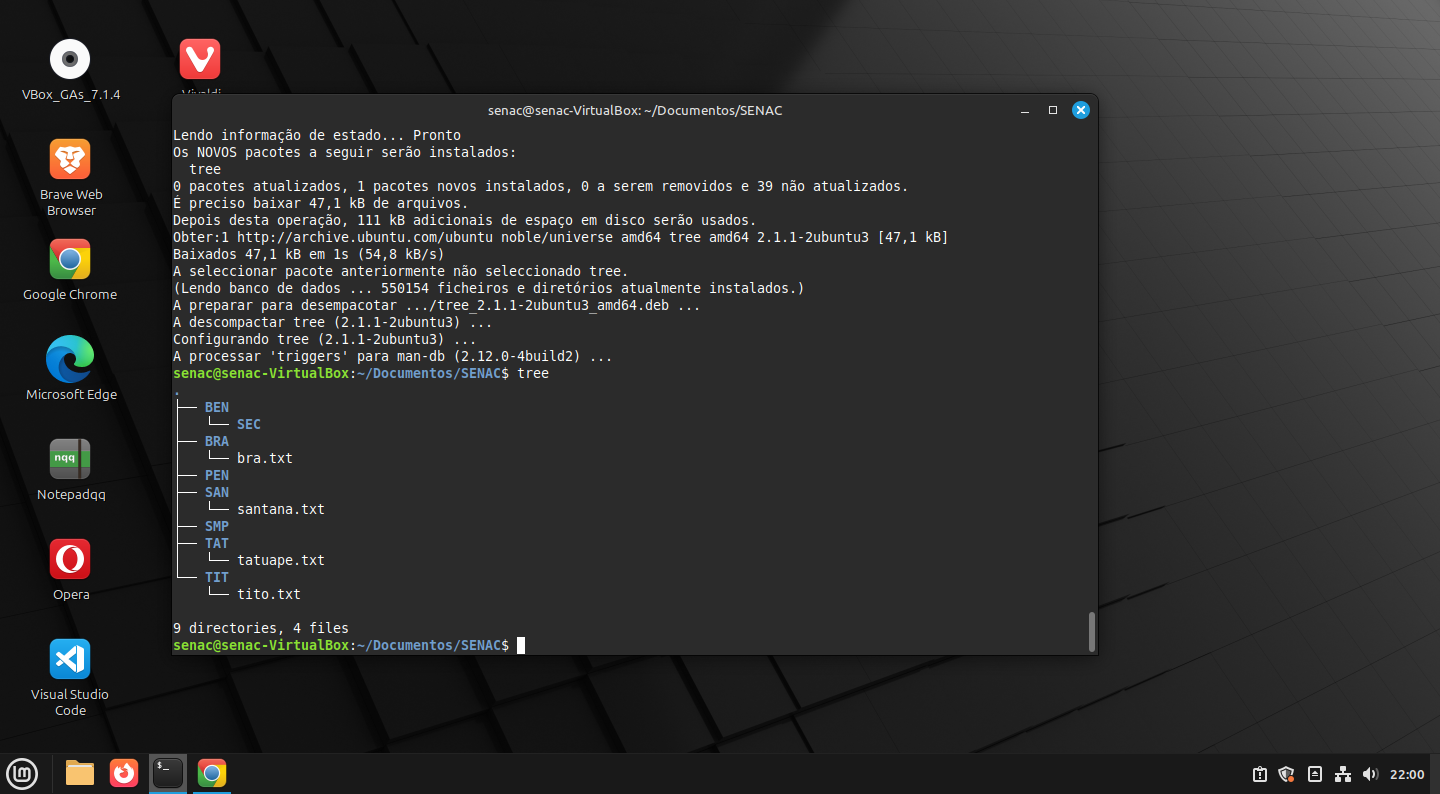 VBox_GAs_7.1.4
Vivaldi
Brave Web
Browser
Google Chrome
Microsoft Edge
nqq
Notepadqq
Opera
Visual Studio
Code
senac@senac-VirtualBox: ~/Documentos/SENAC
Lendo informação de estado... Pronto
Os NOVOS pacotes a seguir serão instalados:
  tree
0 pacotes atualizados, 1 pacotes novos instalados, 0 a serem removidos e 39 não atualizados.
É preciso baixar 47,1 kB de arquivos.
Depois desta operação, 111 kB adicionais de espaço em disco serão usados.
Obter:1 http://archive.ubuntu.com/ubuntu noble/universe amd64 tree amd64 2.1.1-2ubuntu3 [47,1 kB]
Baixados 47,1 kB em 1s (54,8 kB/s)
A seleccionar pacote anteriormente não seleccionado tree.
(Lendo banco de dados ... 550154 ficheiros e diretórios atualmente instalados.)
A preparar para desempacotar .../tree_2.1.1-2ubuntu3_amd64.deb ...
A descompactar tree (2.1.1-2ubuntu3) ...
Configurando tree (2.1.1-2ubuntu3) ...
A processar 'triggers' para man-db (2.12.0-4build2) ...
senac@senac-VirtualBox:~/Documentos/SENAC$ tree
.
├── BEN
│   └── SEC
├── BRA
│   └── bra.txt
├── PEN
├── SAN
│   └── santana.txt
├── SMP
├── TAT
│   └── tatuape.txt
└── TIT
    └── tito.txt
9 directories, 4 files
senac@senac-VirtualBox:~/Documentos/SENAC$
lm
$_
22:00